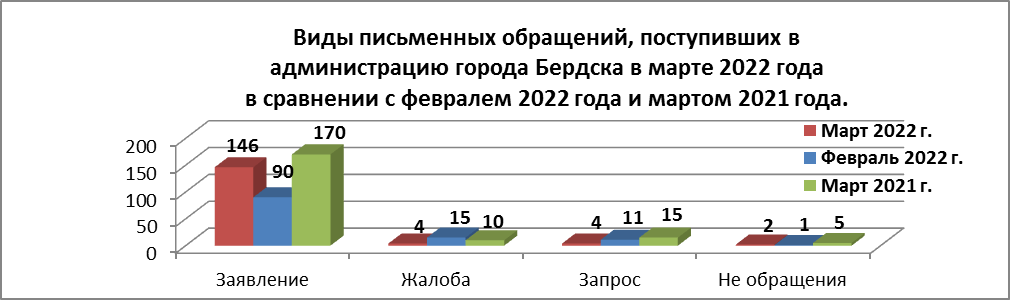 Виды письменных обращений, поступивших в
администрацию города Бердска в марте 2022 года
в сравнении с февралем 2022 года и мартом 2021 года.
Март 2022 г.
Февраль 2022 г.
Март 2021 г.
200
150
100
50
0
146
90
170
4
15
10
4
11
15
2
1
5
Заявление
Жалоба
Запрос
Не обращения